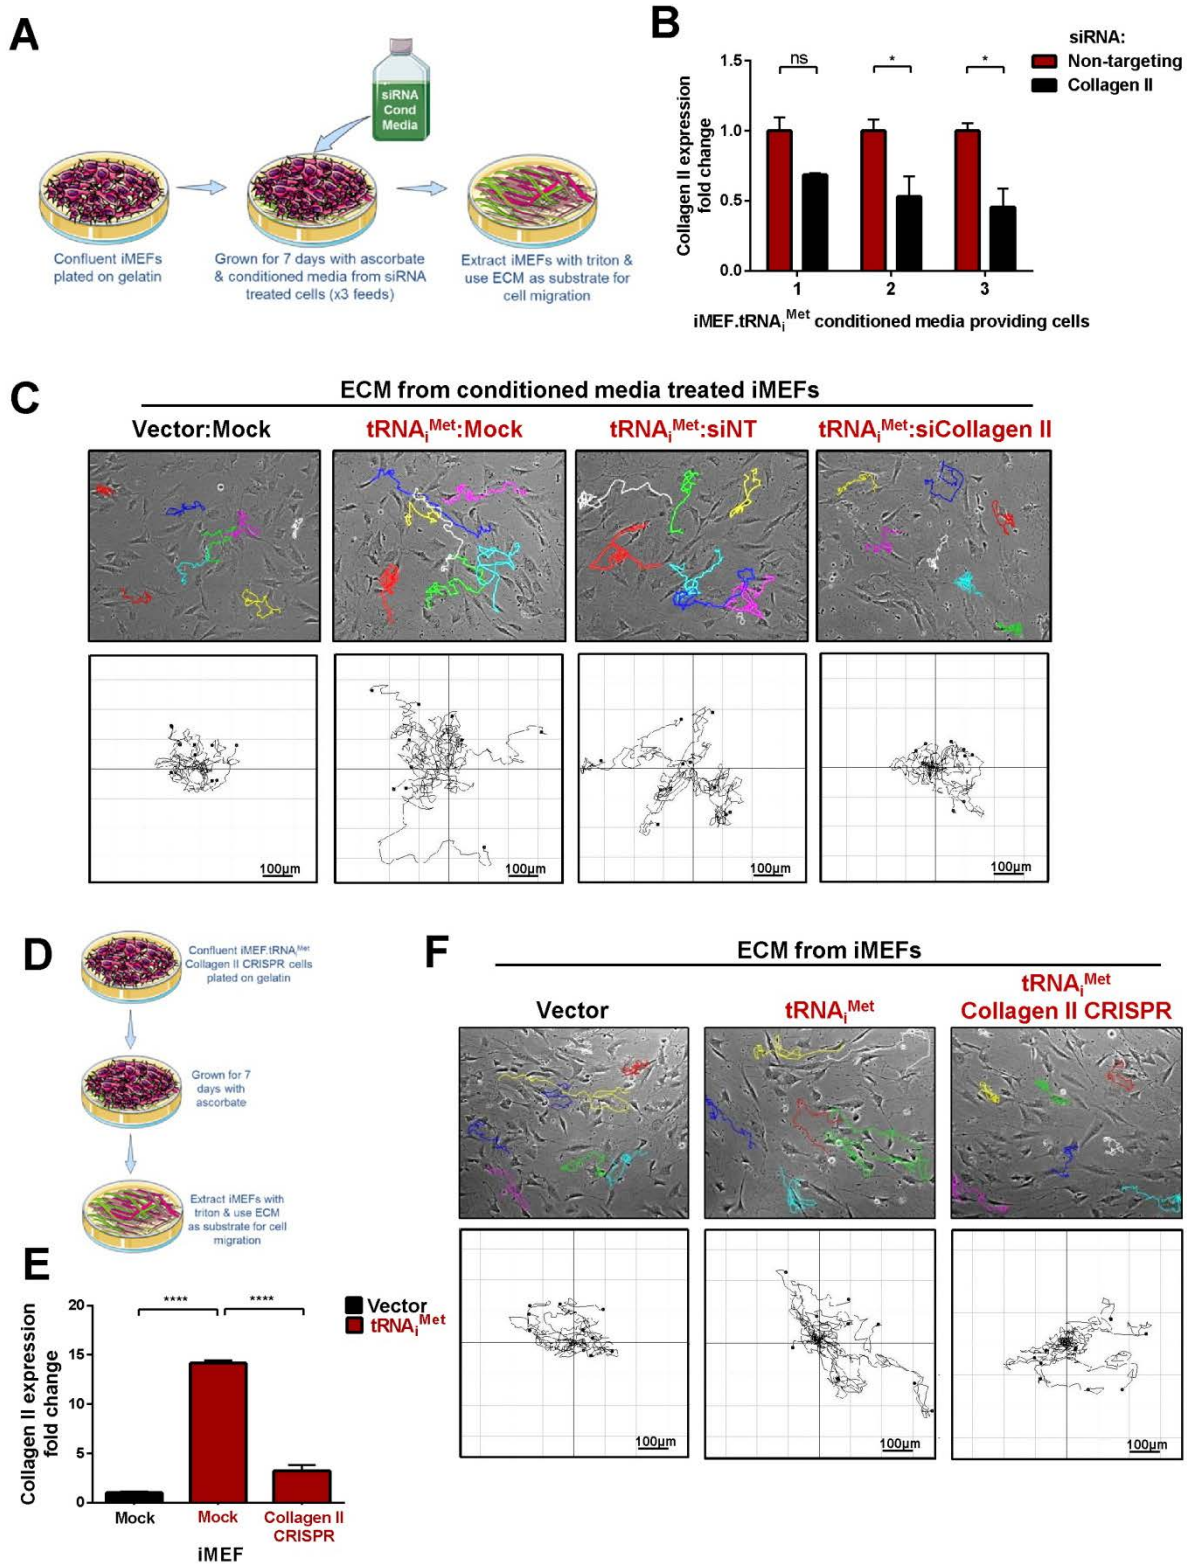 A
siRNA
Cond
Media
Confluent iMEFs
plated on gelatin
Grown for 7 days with ascorbate
& conditioned media from siRNA
treated cells (x3 feeds)
Extract iMEFs with triton &
use ECM as substrate for
cell migration
B
siRNA:
Non-targeting
Collagen II
Collagen II expression
fold change
1.5
1.0
0.5
0.0
ns
*
*
1 2 3
iMEF.tRNAiMet conditioned media providing cells
C
ECM from conditioned media treated iMEFs
Vector:Mock tRNAiMet:Mock tRNAiMet:siNT tRNAiMet:siCollagen II
100µm 100µm 100µm 100µm
D
Confluent iMEF.tRNAiMet
Collagen II CRISPR cells
plated on gelatin
Grown for 7
days with
ascorbate
Extract iMEFs with
triton & use ECM
as substrate for cell
migration
E
Collagen II expression
fold change
20
15
10
5
0
**** ****
Vector
tRNAiMet
Mock Mock Collagen II
CRISPR
iMEF
F
ECM from iMEFs
Vector tRNAiMet tRNAiMet
Collagen II CRISPR
100µm 100µm 100µm